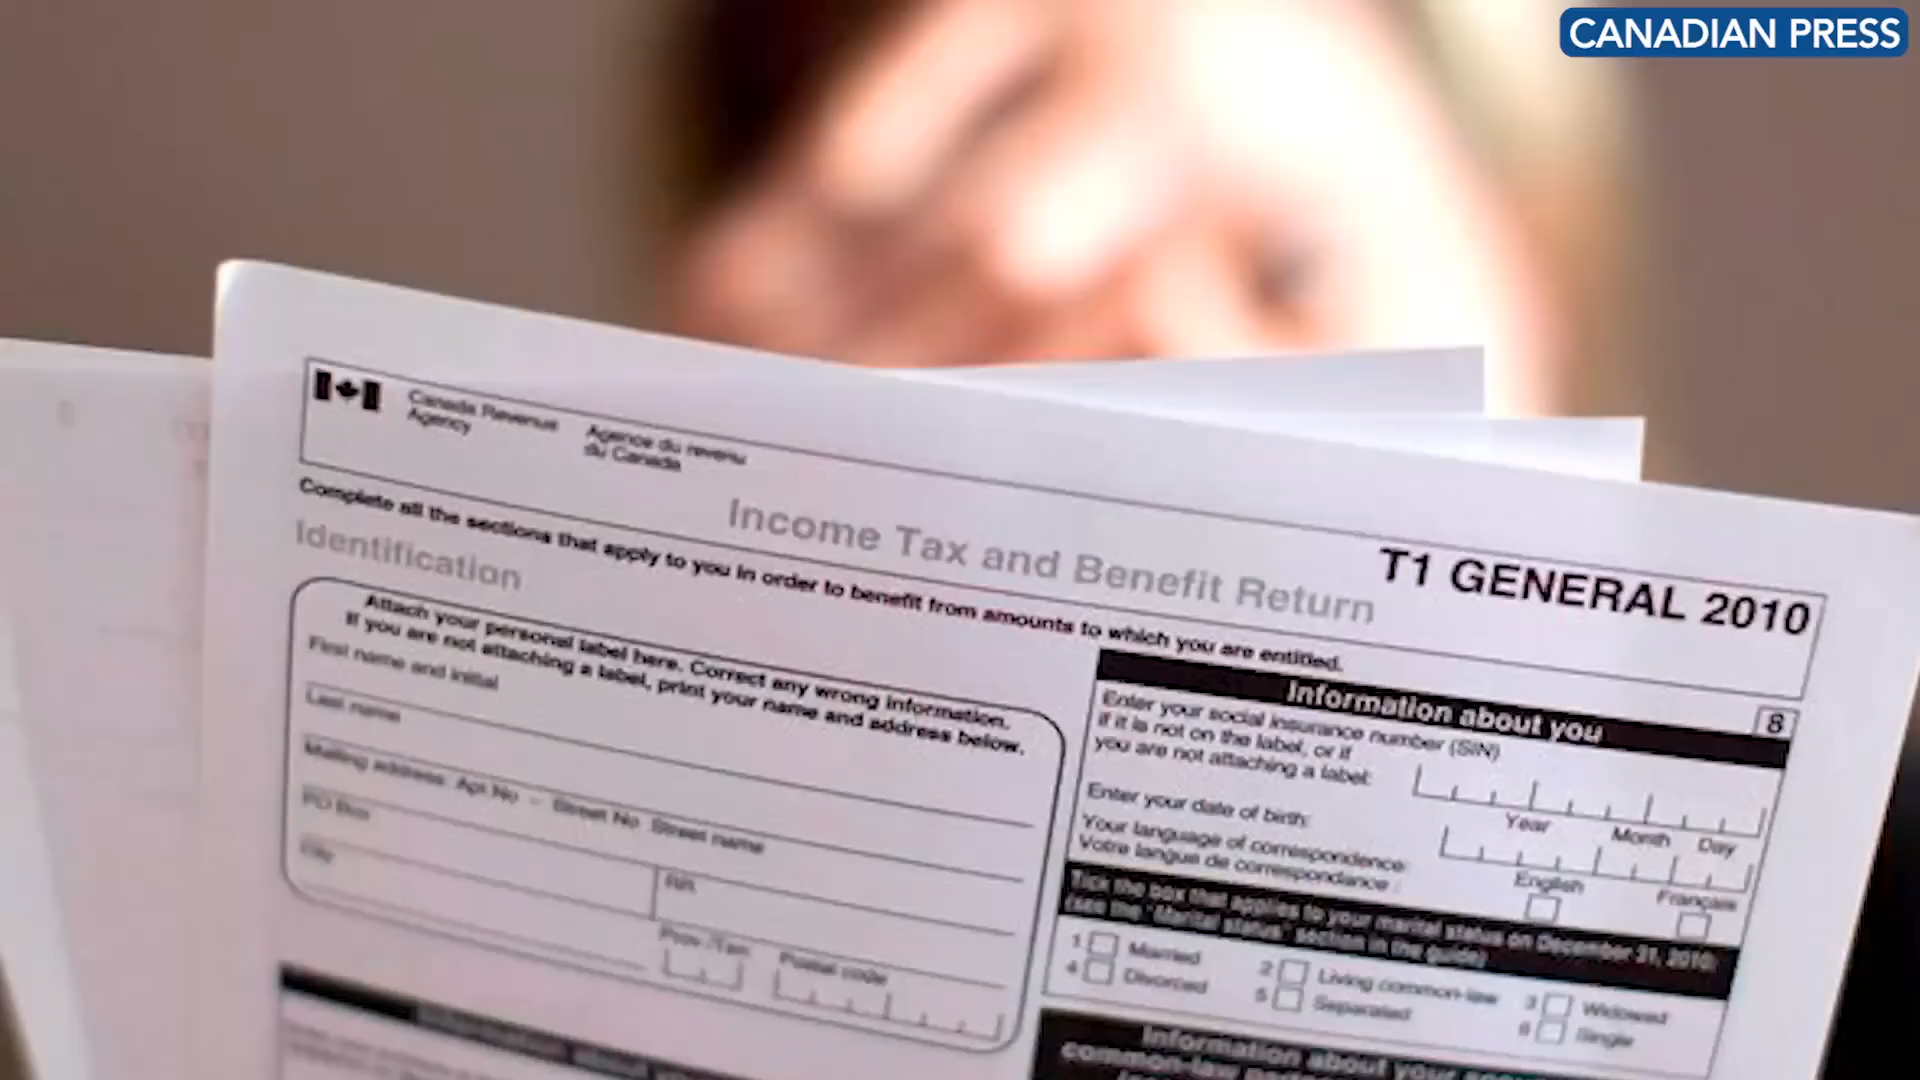 CANADIAN PRESS
Canada Revenue
Agency
Agence du revenu
du Canada
Income Tax and Benefit Return
T1 GENERAL 2010
Complete all the sections that apply to you in order to benefit from amounts to which you are entitled.
Identification
Attach your personal label here. Correct any wrong information.
If you are not attaching a label, print your name and address below.
First name and initial
Last name
Mailing address: Apt No – Street No Street name
PO Box
RR
City
Prov./Terr.
Postal code
Information about you
8
Enter your social insurance number (SIN)
if it is not on the label, or if
you are not attaching a label:
Year Month Day
Enter your date of birth:
Your language of correspondence:
Votre langue de correspondance :
English Français
Tick the box that applies to your marital status on December 31, 2010:
(see the "Marital status" section in the guide)
1 Married 2 Living common-law 3 Widowed
4 Divorced 5 Separated 6 Single
Information about your
common-law